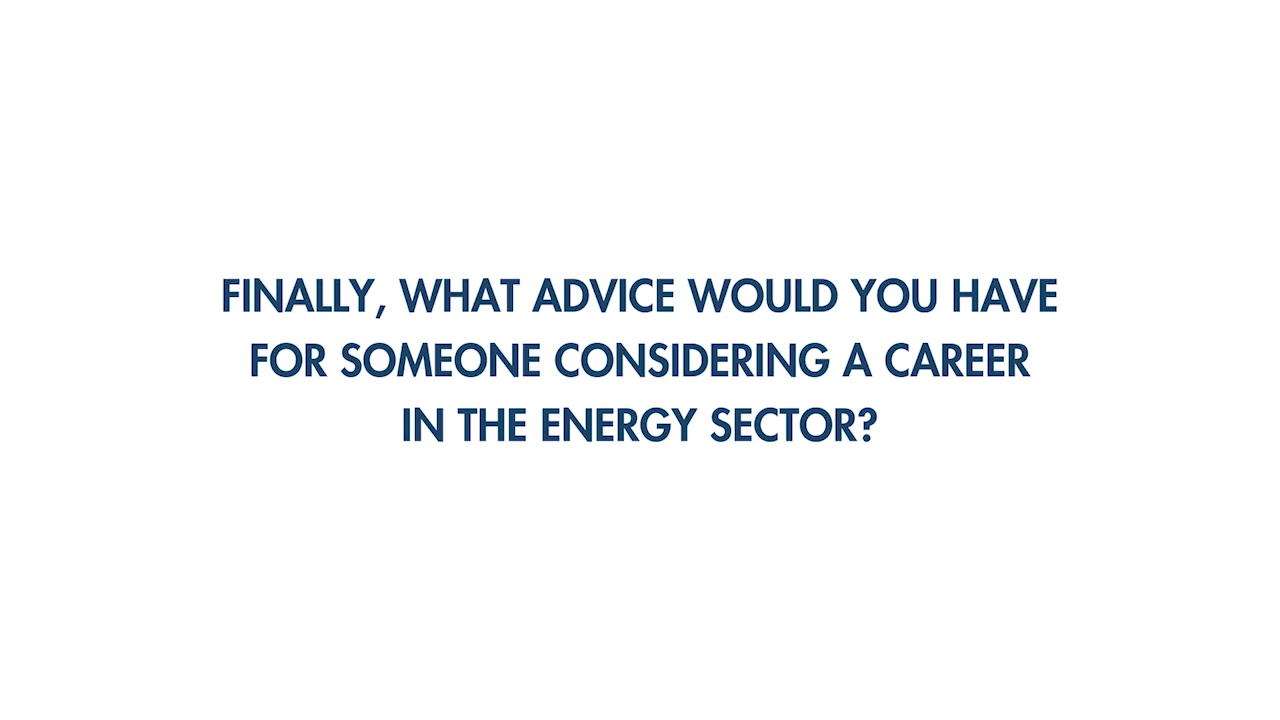 FINALLY, WHAT ADVICE WOULD YOU HAVE
FOR SOMEONE CONSIDERING A CAREER
IN THE ENERGY SECTOR?